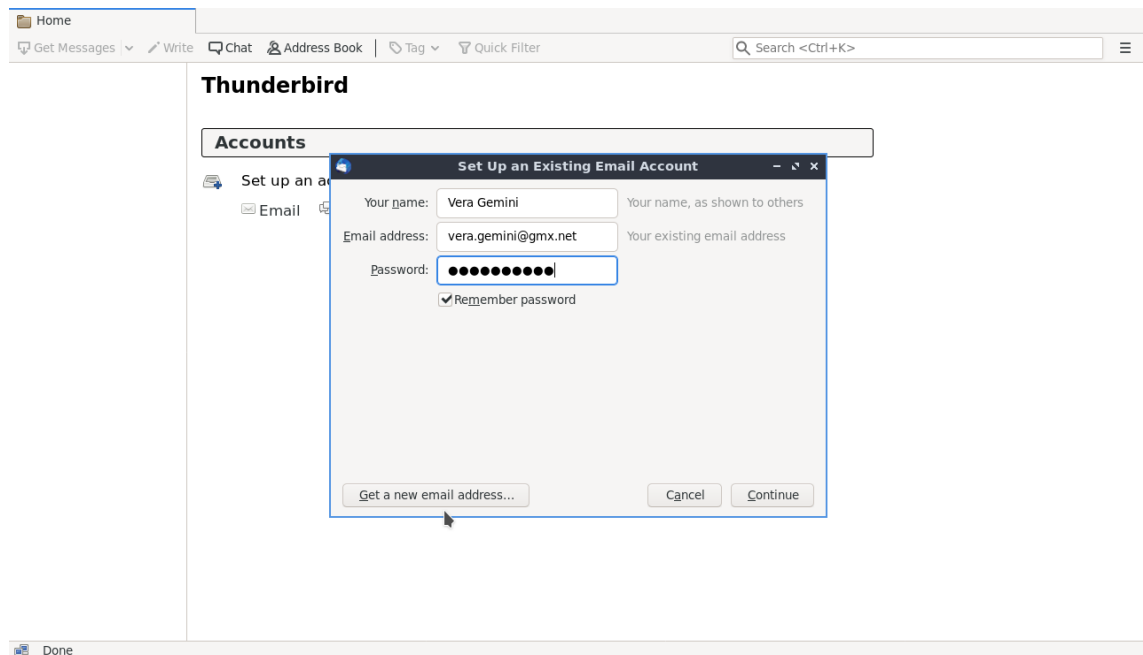 Home
Get Messages Write Chat Address Book Tag Quick Filter Search <Ctrl+K>
Thunderbird
Accounts
Set Up an Existing Email Account
Set up an a
Email
Your name: Vera Gemini Your name, as shown to others
Email address: vera.gemini@gmx.net Your existing email address
Password: ●●●●●●●●●●
Remember password
Get a new email address... Cancel Continue
Done